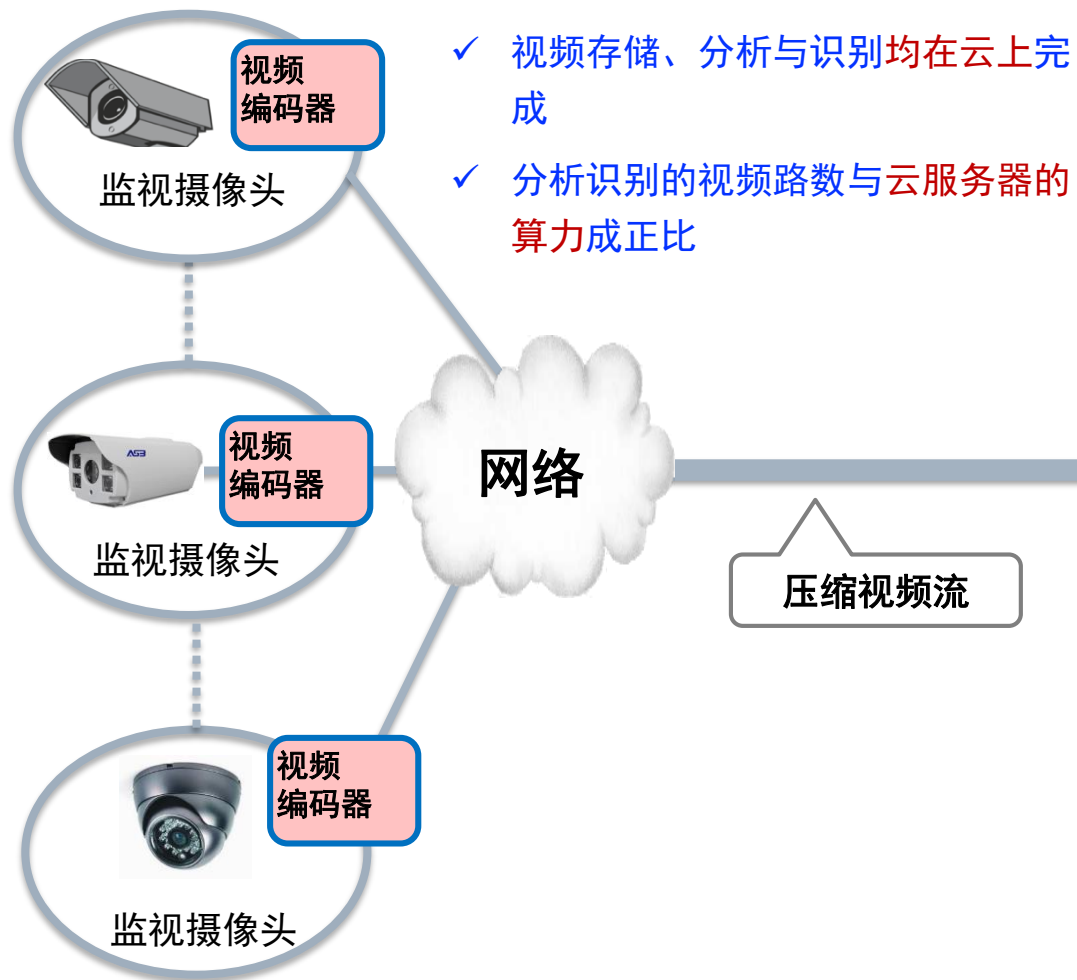 视频
编码器
监视摄像头
✓ 视频存储、分析与识别均在云上完
成
✓ 分析识别的视频路数与云服务器的
算力成正比
网络
ASB
视频
编码器
监视摄像头
压缩视频流
视频
编码器
监视摄像头